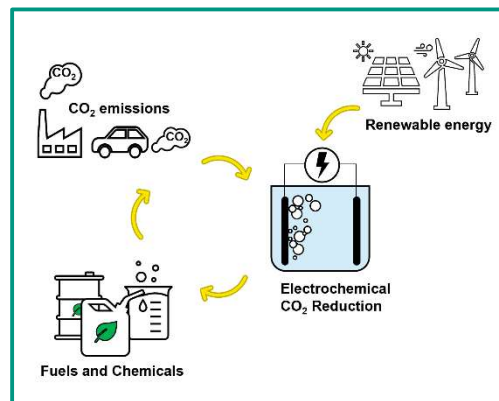 CO₂
CO₂ emissions
CO₂
Renewable energy
Electrochemical
CO₂ Reduction
Fuels and Chemicals